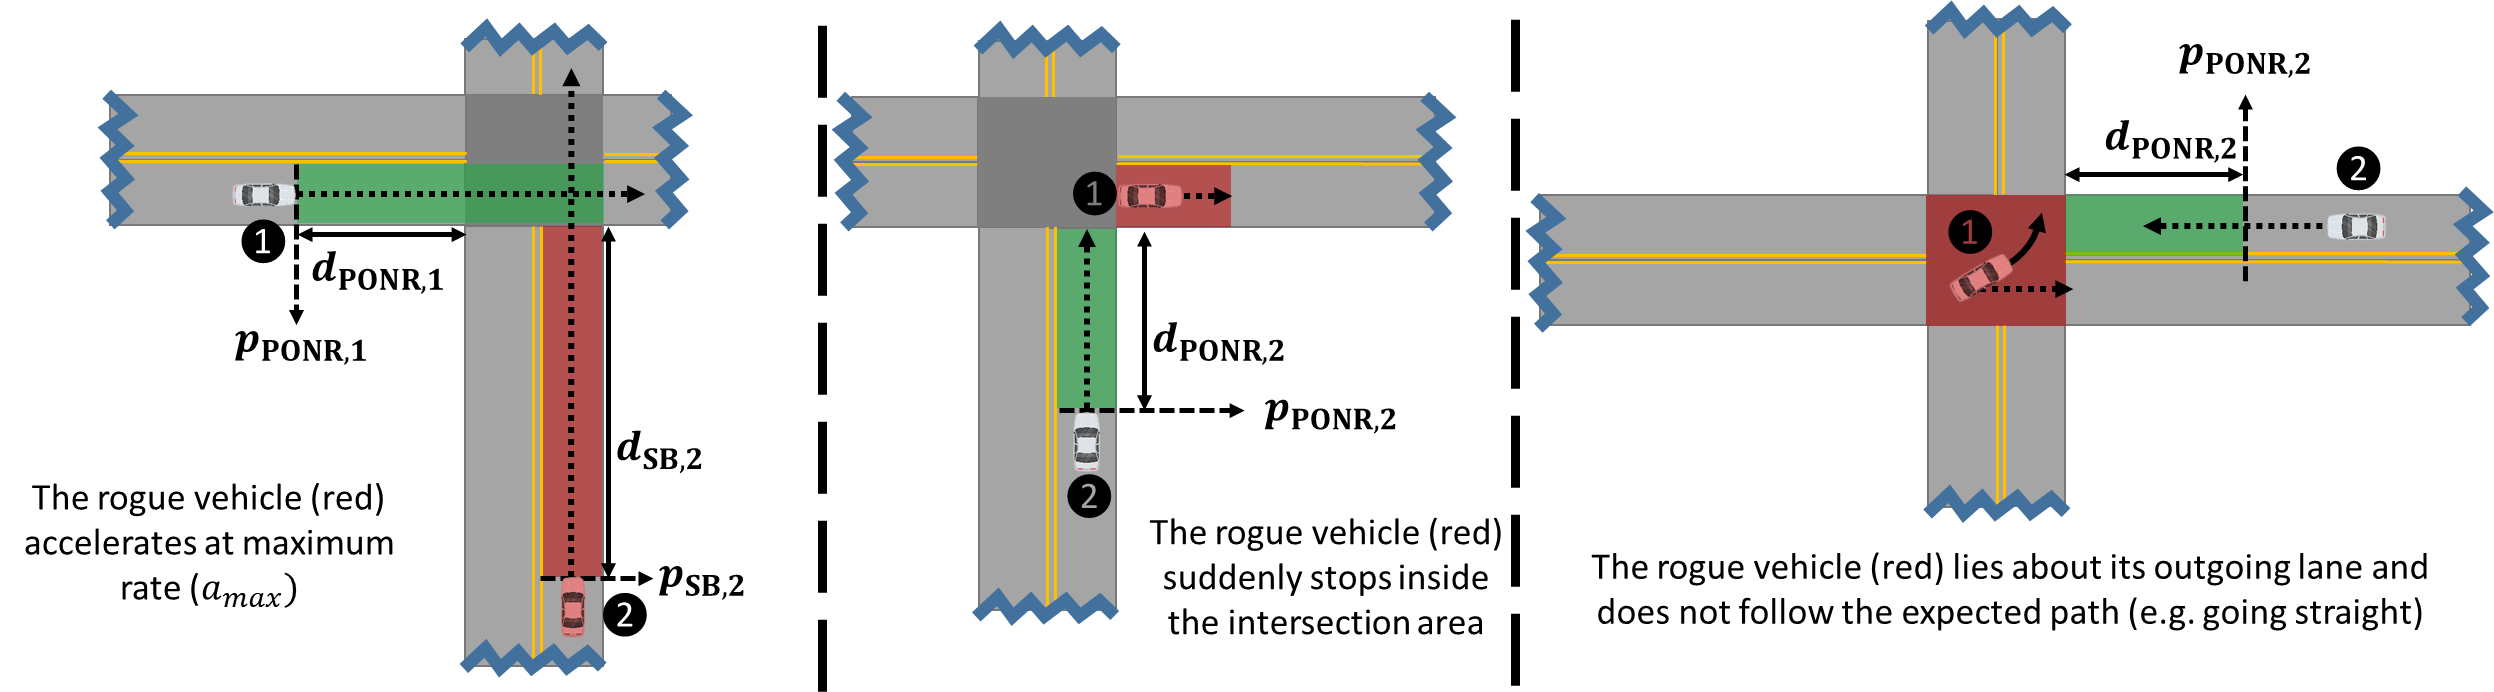 1
d_PONR,1
p_PONR,1
d_SB,2
p_SB,2
2
The rogue vehicle (red)
accelerates at maximum
rate (a_max)
1
d_PONR,2
p_PONR,2
2
The rogue vehicle (red)
suddenly stops inside
the intersection area
p_PONR,2
d_PONR,2
2
1
The rogue vehicle (red) lies about its outgoing lane and
does not follow the expected path (e.g. going straight)